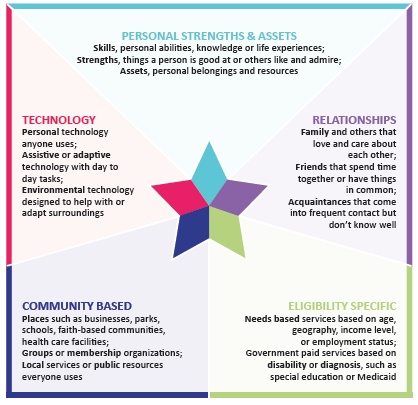 PERSONAL STRENGTHS & ASSETS
Skills, personal abilities, knowledge or life experiences;
Strengths, things a person is good at or others like and admire;
Assets, personal belongings and resources
TECHNOLOGY
Personal technology
anyone uses;
Assistive or adaptive
technology with day to
day tasks;
Environmental technology
designed to help with or
adapt surroundings
RELATIONSHIPS
Family and others that
love and care about
each other;
Friends that spend time
together or have things
in common;
Acquaintances that come
into frequent contact but
don't know well
COMMUNITY BASED
Places such as businesses, parks,
schools, faith-based communities,
health care facilities;
Groups or membership organizations;
Local services or public resources
everyone uses
ELIGIBILITY SPECIFIC
Needs based services based on age,
geography, income level,
or employment status;
Government paid services based on
disability or diagnosis, such as
special education or Medicaid